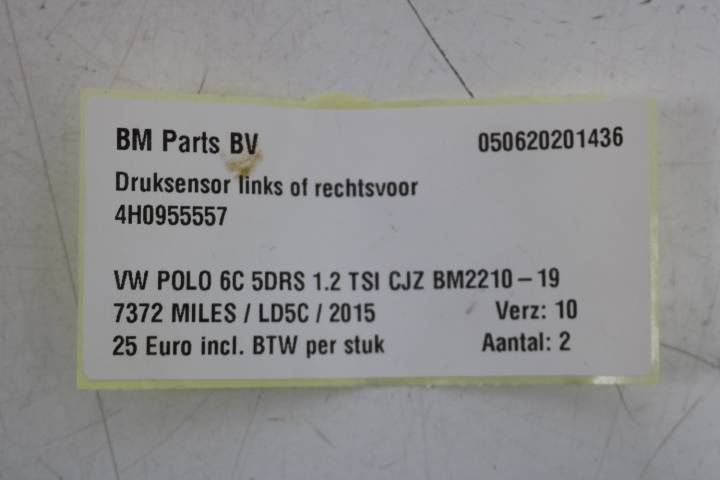 BM Parts BV 050620201436
Druksensor links of rechtsvoor
4H0955557
VW POLO 6C 5DRS 1.2 TSI CJZ BM2210-19
7372 MILES / LD5C / 2015 Verz: 10
25 Euro incl. BTW per stuk Aantal: 2